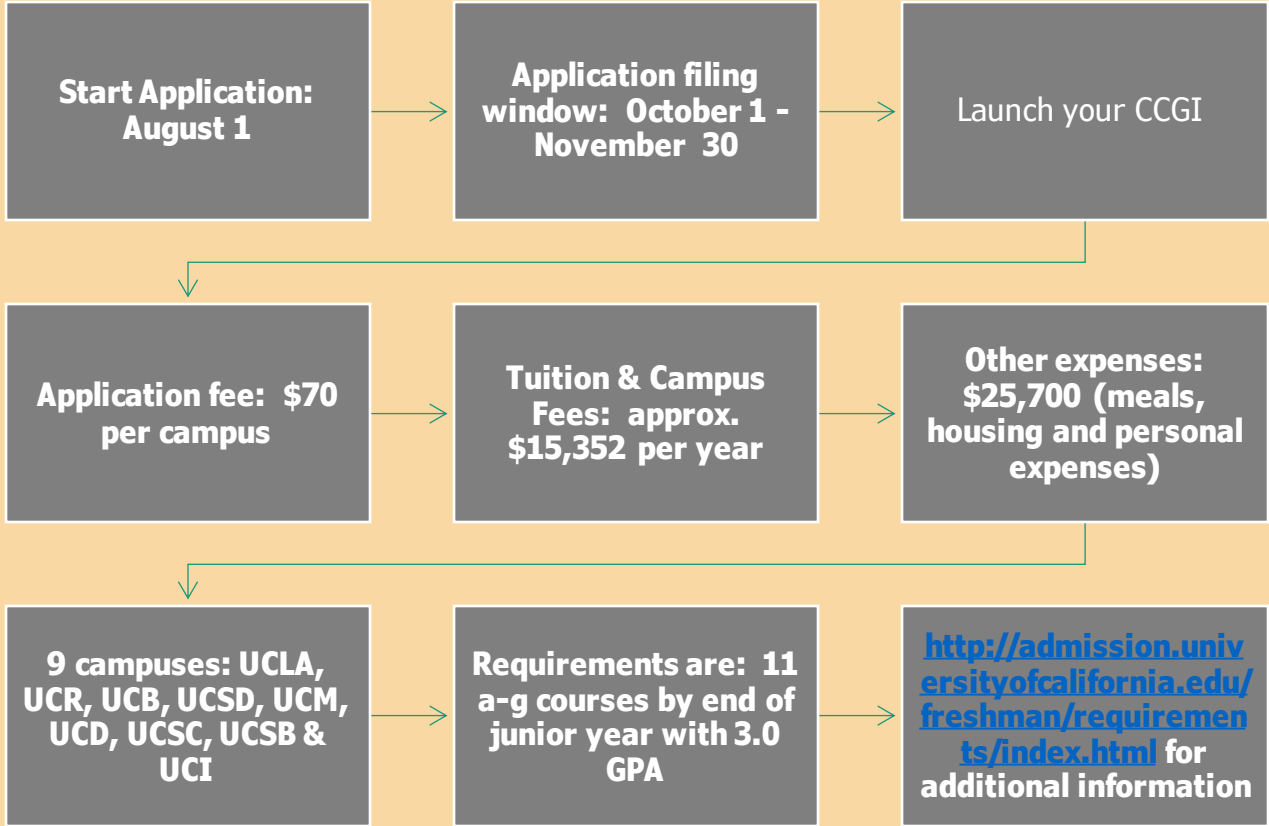 Start Application:
August 1
Application filing
window:  October 1 -
November  30
Launch your CCGI
Application fee:  $70
per campus
Tuition & Campus
Fees:  approx.
$15,352 per year
Other expenses:
$25,700 (meals,
housing and personal
expenses)
9 campuses: UCLA,
UCR, UCB, UCSD, UCM,
UCD, UCSC, UCSB &
UCI
Requirements are:  11
a-g courses by end of
junior year with 3.0
GPA
http://admission.univ
ersityofcalifornia.edu/
freshman/requiremen
ts/index.html for
additional information